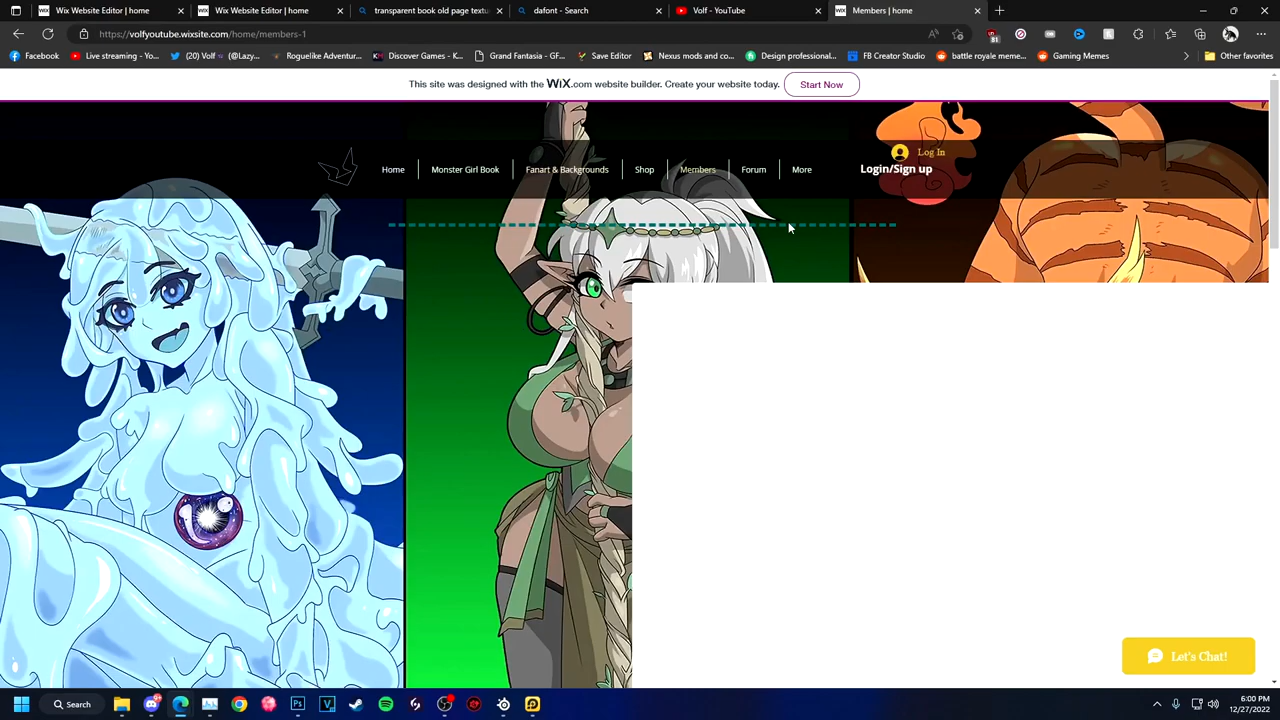 Wix Website Editor | home
Wix Website Editor | home
transparent book old page textu
dafont - Search
Volf - YouTube
Members | home
https://volfyoutube.wixsite.com/home/members-1
81
Facebook
Live streaming - Yo...
(20) Volf (@Lazy...
Roguelike Adventur...
Discover Games - K...
Grand Fantasia - GF...
Save Editor
Nexus mods and co...
Design professional...
FB Creator Studio
battle royale meme...
Gaming Memes
Other favorites
This site was designed with the WiX.com website builder. Create your website today.
Start Now
Log In
Home
Monster Girl Book
Fanart & Backgrounds
Shop
Members
Forum
More
Login/Sign up
Let's Chat!
Search
6:00 PM
12/27/2022